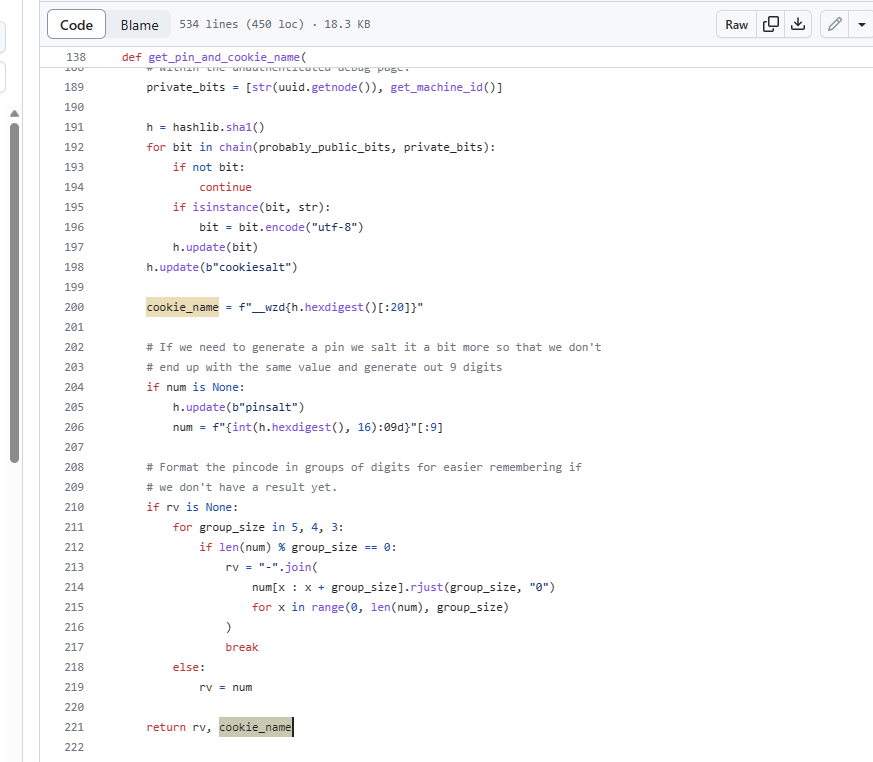 Code Blame 534 lines (450 loc) · 18.3 KB Raw
138 def get_pin_and_cookie_name(
188 # within the unauthenticated debug page.
189 private_bits = [str(uuid.getnode()), get_machine_id()]
190
191 h = hashlib.sha1()
192 for bit in chain(probably_public_bits, private_bits):
193 if not bit:
194 continue
195 if isinstance(bit, str):
196 bit = bit.encode("utf-8")
197 h.update(bit)
198 h.update(b"cookiesalt")
199
200 cookie_name = f"__wzd{h.hexdigest()[:20]}"
201
202 # If we need to generate a pin we salt it a bit more so that we don't
203 # end up with the same value and generate out 9 digits
204 if num is None:
205 h.update(b"pinsalt")
206 num = f"{int(h.hexdigest(), 16):09d}"[:9]
207
208 # Format the pincode in groups of digits for easier remembering if
209 # we don't have a result yet.
210 if rv is None:
211 for group_size in 5, 4, 3:
212 if len(num) % group_size == 0:
213 rv = "-".join(
214 num[x : x + group_size].rjust(group_size, "0")
215 for x in range(0, len(num), group_size)
216 )
217 break
218 else:
219 rv = num
220
221 return rv, cookie_name
222